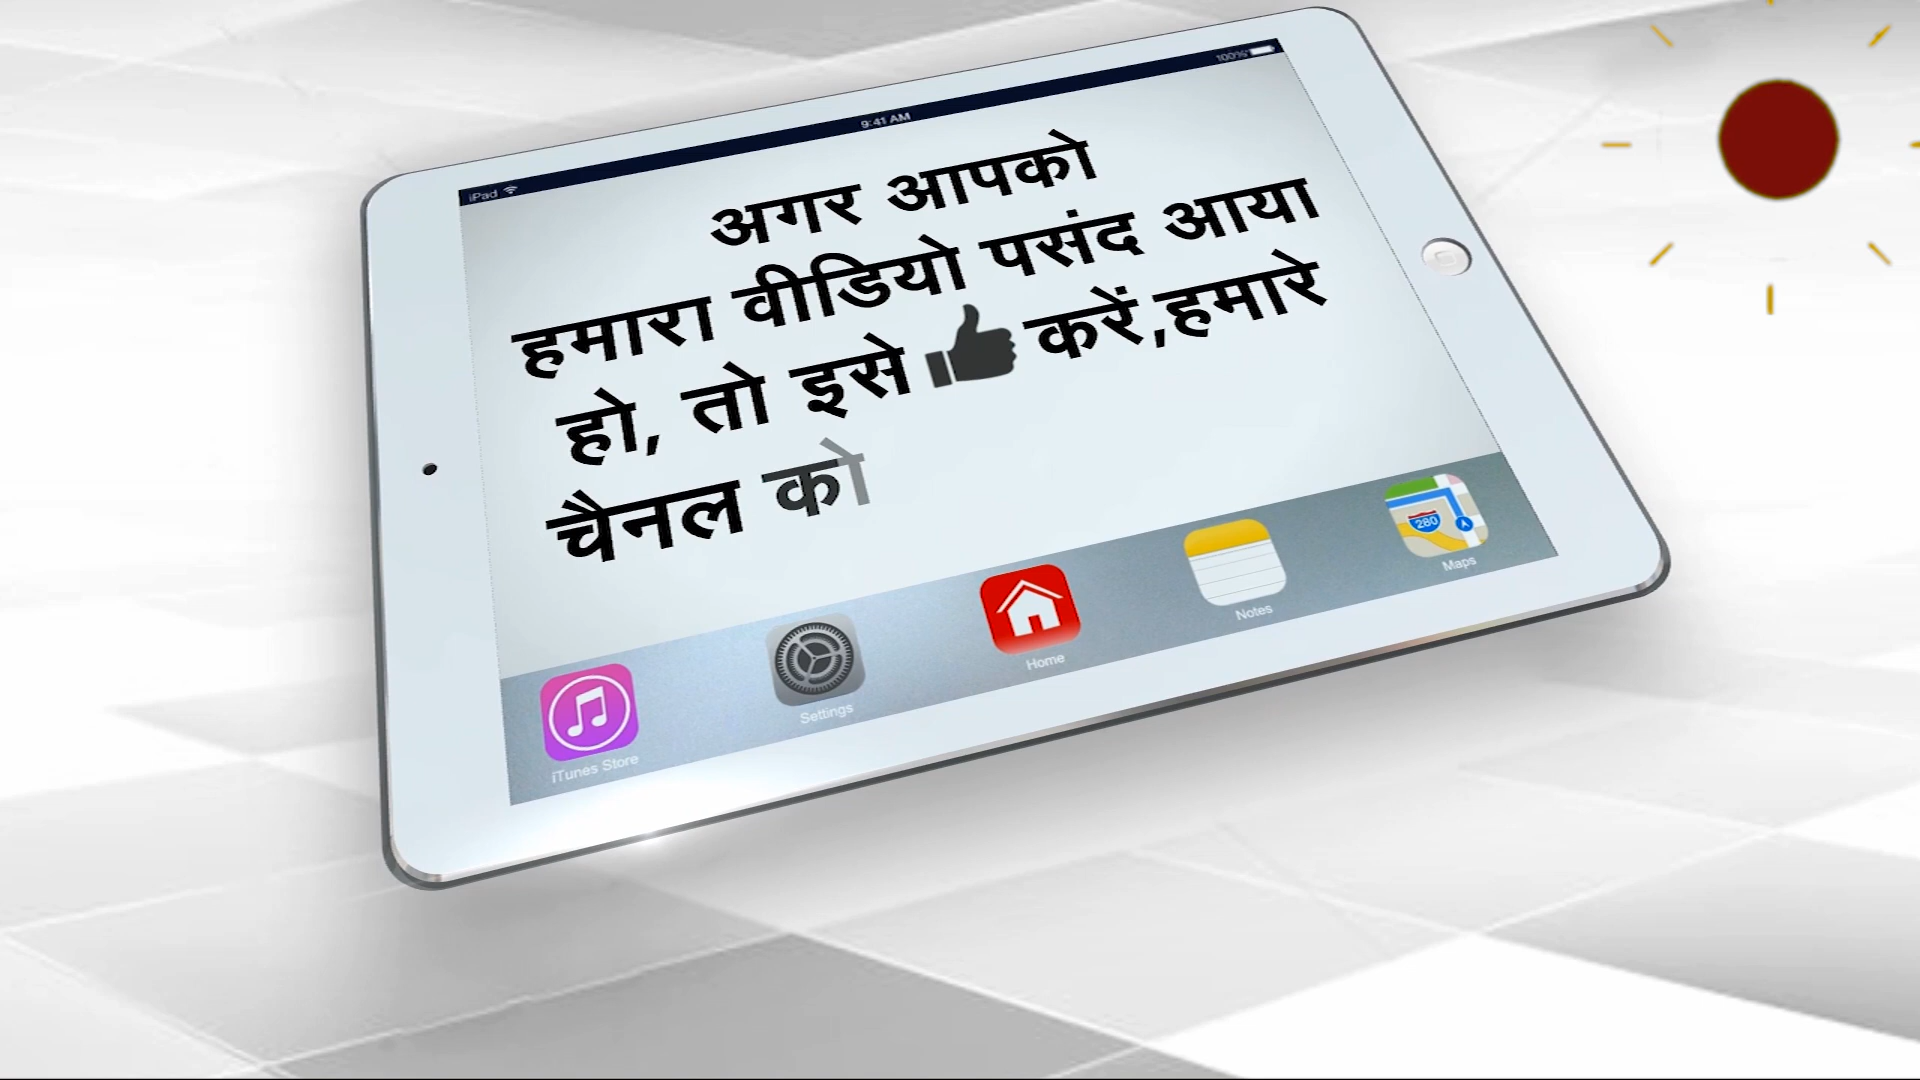 iPad
9:41 AM
100%
अगर आपको
हमारा वीडियो पसंद आया
हो, तो इसे 👍 करें,हमारे
चैनल को
iTunes Store
Settings
Home
Notes
280
Maps